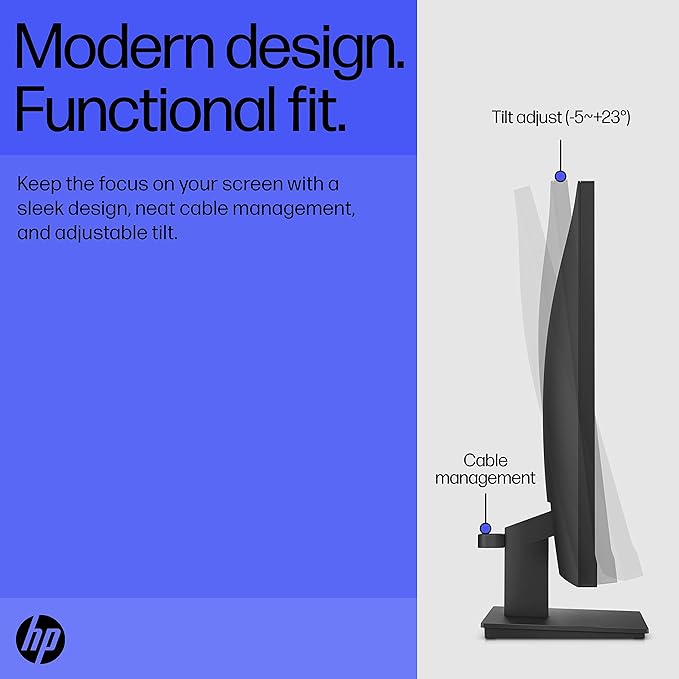 Modern design.
Functional fit.
Keep the focus on your screen with a
sleek design, neat cable management,
and adjustable tilt.
Tilt adjust (-5~+23°)
Cable
management
hp